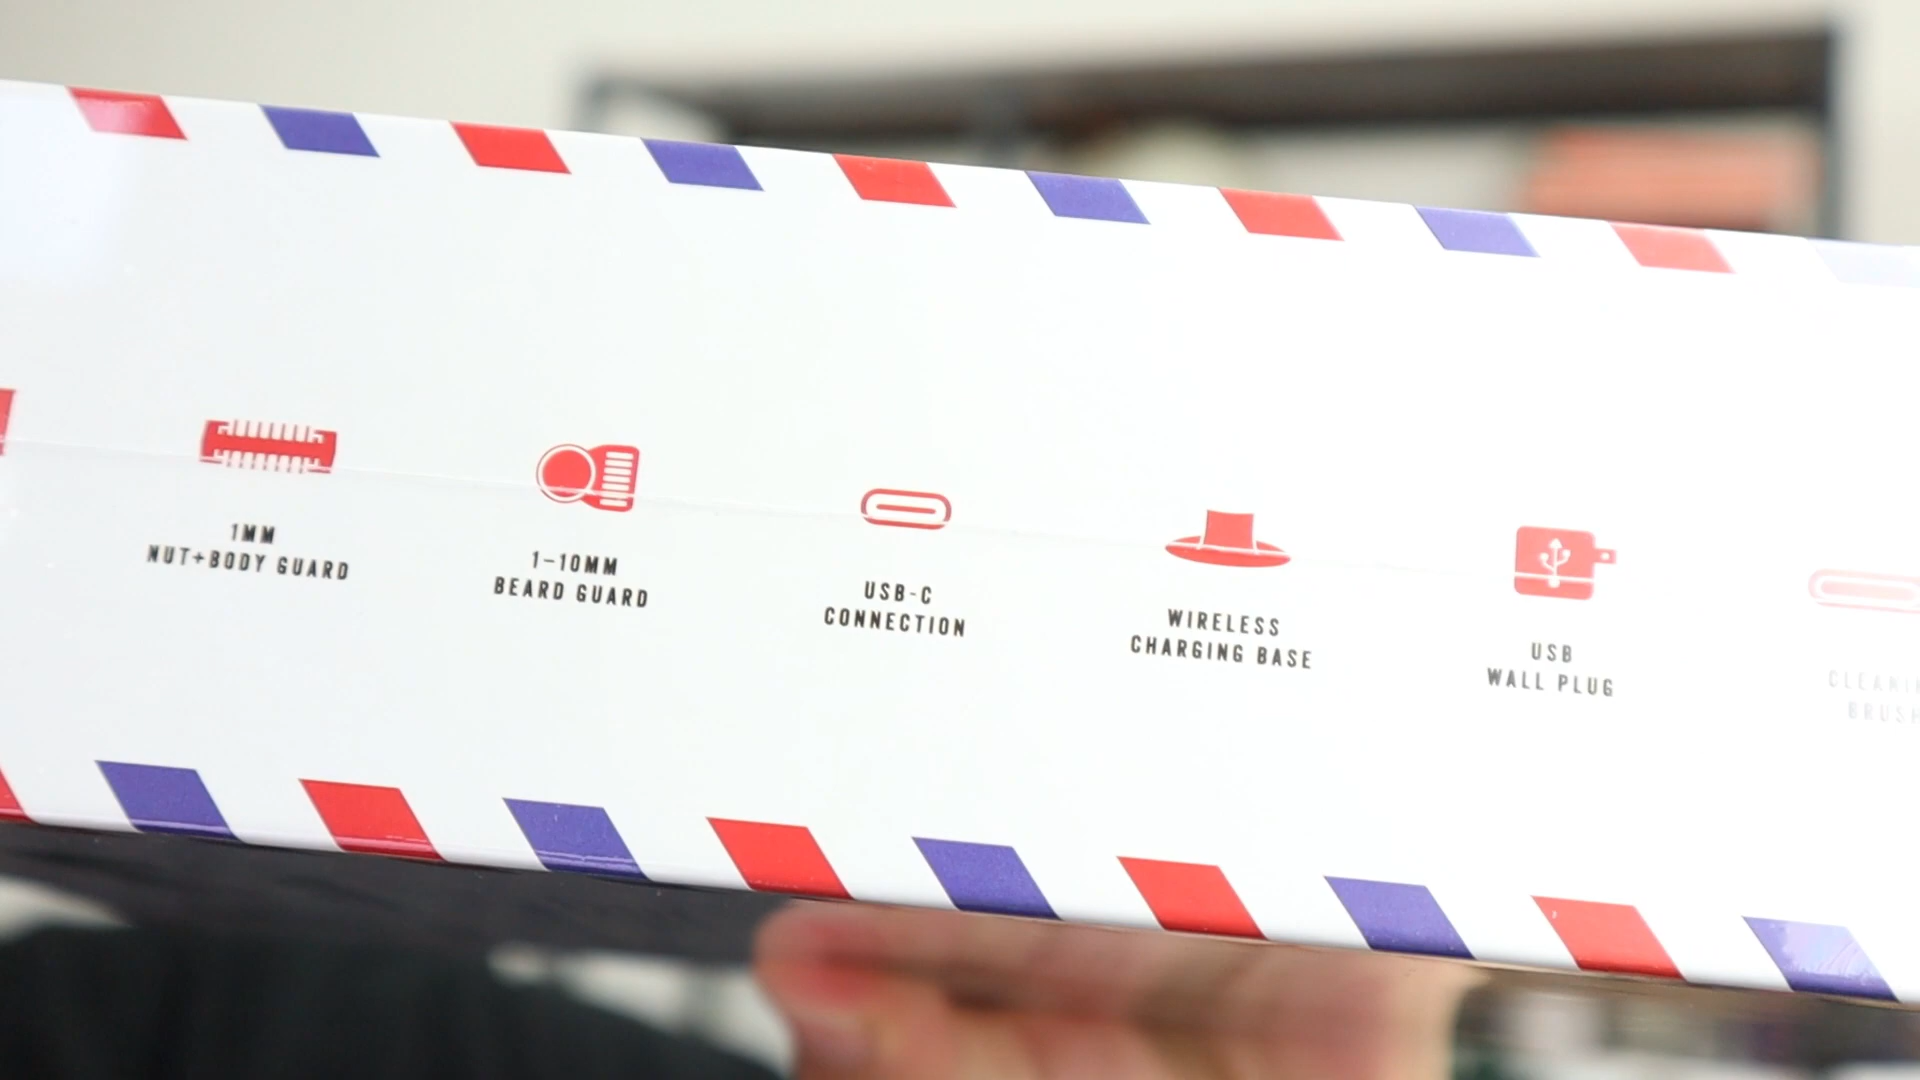 1MM
NUT+BODY GUARD
1-10MM
BEARD GUARD
USB-C
CONNECTION
WIRELESS
CHARGING BASE
USB
WALL PLUG